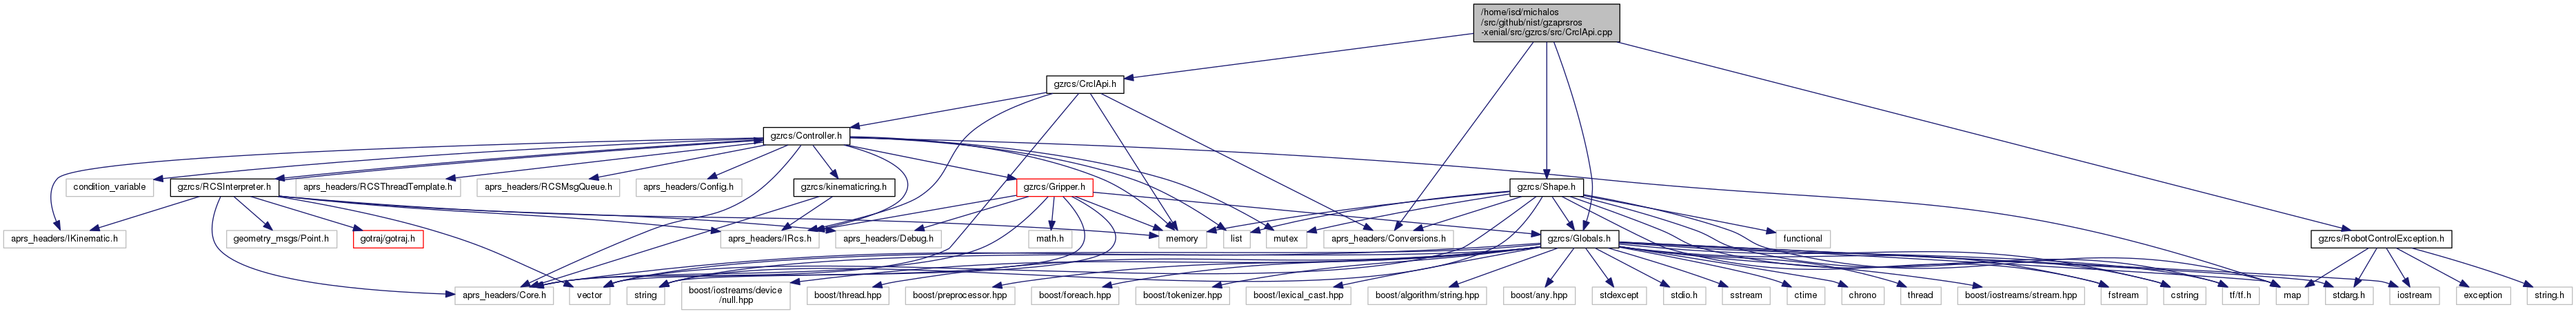 /home/isd/michalos
/src/github/nist/gzaprsros
-xenial/src/gzrcs/src/CrclApi.cpp
gzrcs/CrclApi.h
gzrcs/Controller.h
condition_variable
gzrcs/RCSInterpreter.h
aprs_headers/RCSThreadTemplate.h
aprs_headers/RCSMsgQueue.h
aprs_headers/Config.h
gzrcs/kinematicring.h
gzrcs/Gripper.h
gzrcs/Shape.h
aprs_headers/IKinematic.h
geometry_msgs/Point.h
gotraj/gotraj.h
aprs_headers/IRcs.h
aprs_headers/Debug.h
math.h
memory
list
mutex
aprs_headers/Conversions.h
gzrcs/Globals.h
functional
gzrcs/RobotControlException.h
aprs_headers/Core.h
vector
string
boost/iostreams/device
/null.hpp
boost/thread.hpp
boost/preprocessor.hpp
boost/foreach.hpp
boost/tokenizer.hpp
boost/lexical_cast.hpp
boost/algorithm/string.hpp
boost/any.hpp
stdexcept
stdio.h
sstream
ctime
chrono
thread
boost/iostreams/stream.hpp
fstream
cstring
tf/tf.h
map
stdarg.h
iostream
exception
string.h